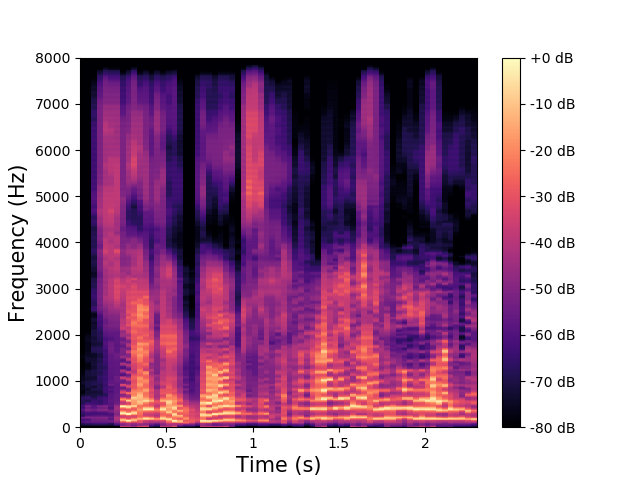 8000
7000
6000
5000
4000
3000
2000
1000
0
Frequency (Hz)
0
0.5
1
1.5
2
Time (s)
+0 dB
-10 dB
-20 dB
-30 dB
-40 dB
-50 dB
-60 dB
-70 dB
-80 dB